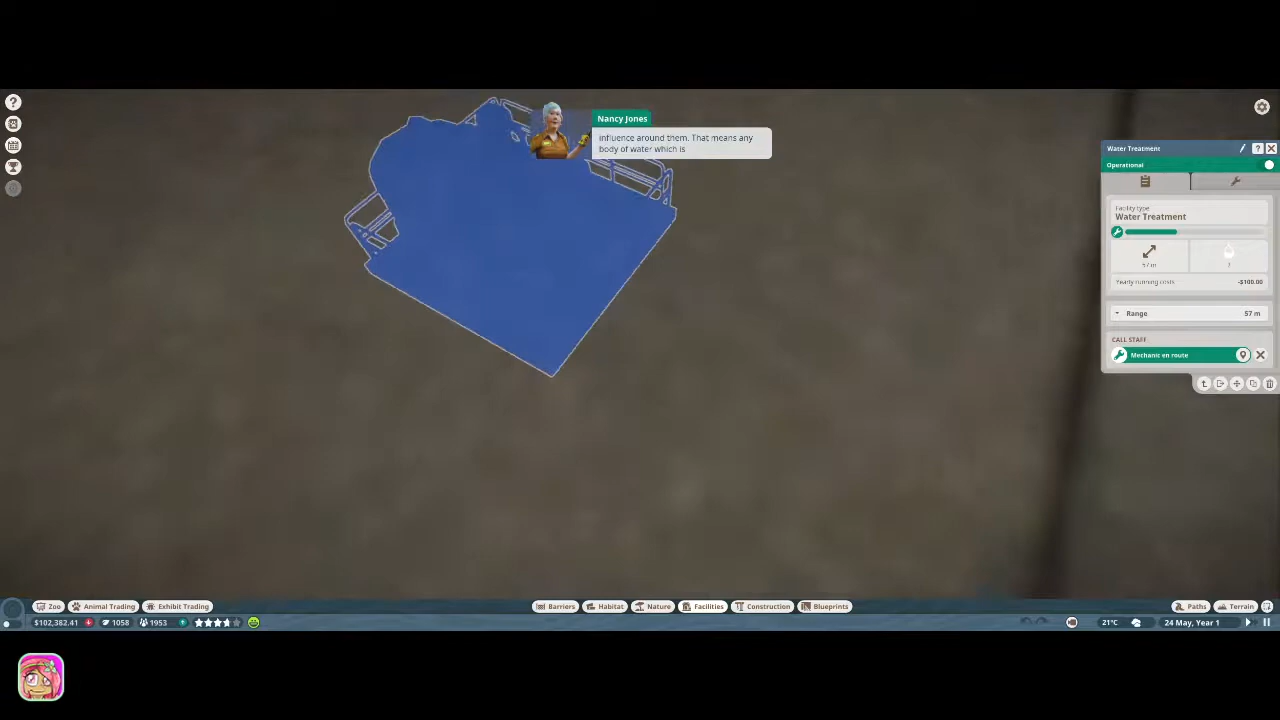 Nancy Jones
influence around them. That means any
body of water which is
Water Treatment
Operational
Facility type
Water Treatment
57 m
7
Yearly running costs -$100.00
Range 57 m
CALL STAFF
Mechanic en route
Zoo Animal Trading Exhibit Trading Barriers Habitat Nature Facilities Construction Blueprints Paths Terrain
$102,382.41 1058 1953 21°C 24 May, Year 1